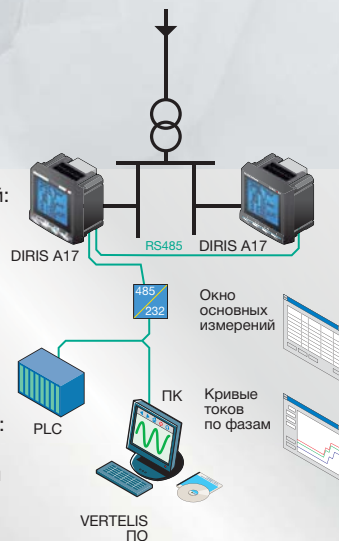 й:
RS485
DIRIS A17
DIRIS A17
485
232
Окно
основных
измерений
ПК
Кривые
токов
по фазам
:
PLC
VERTELIS
ПО